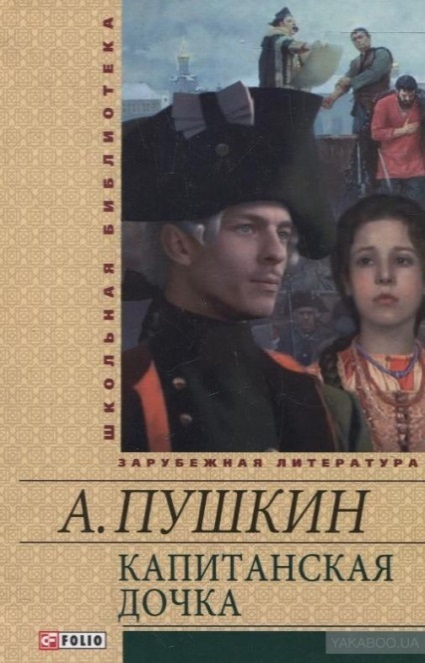 ШКОЛЬНАЯ БИБЛИОТЕКА
ЗАРУБЕЖНАЯ ЛИТЕРАТУРА
А. ПУШКИН
КАПИТАНСКАЯ
ДОЧКА
FOLIO
YAKABOO.UA